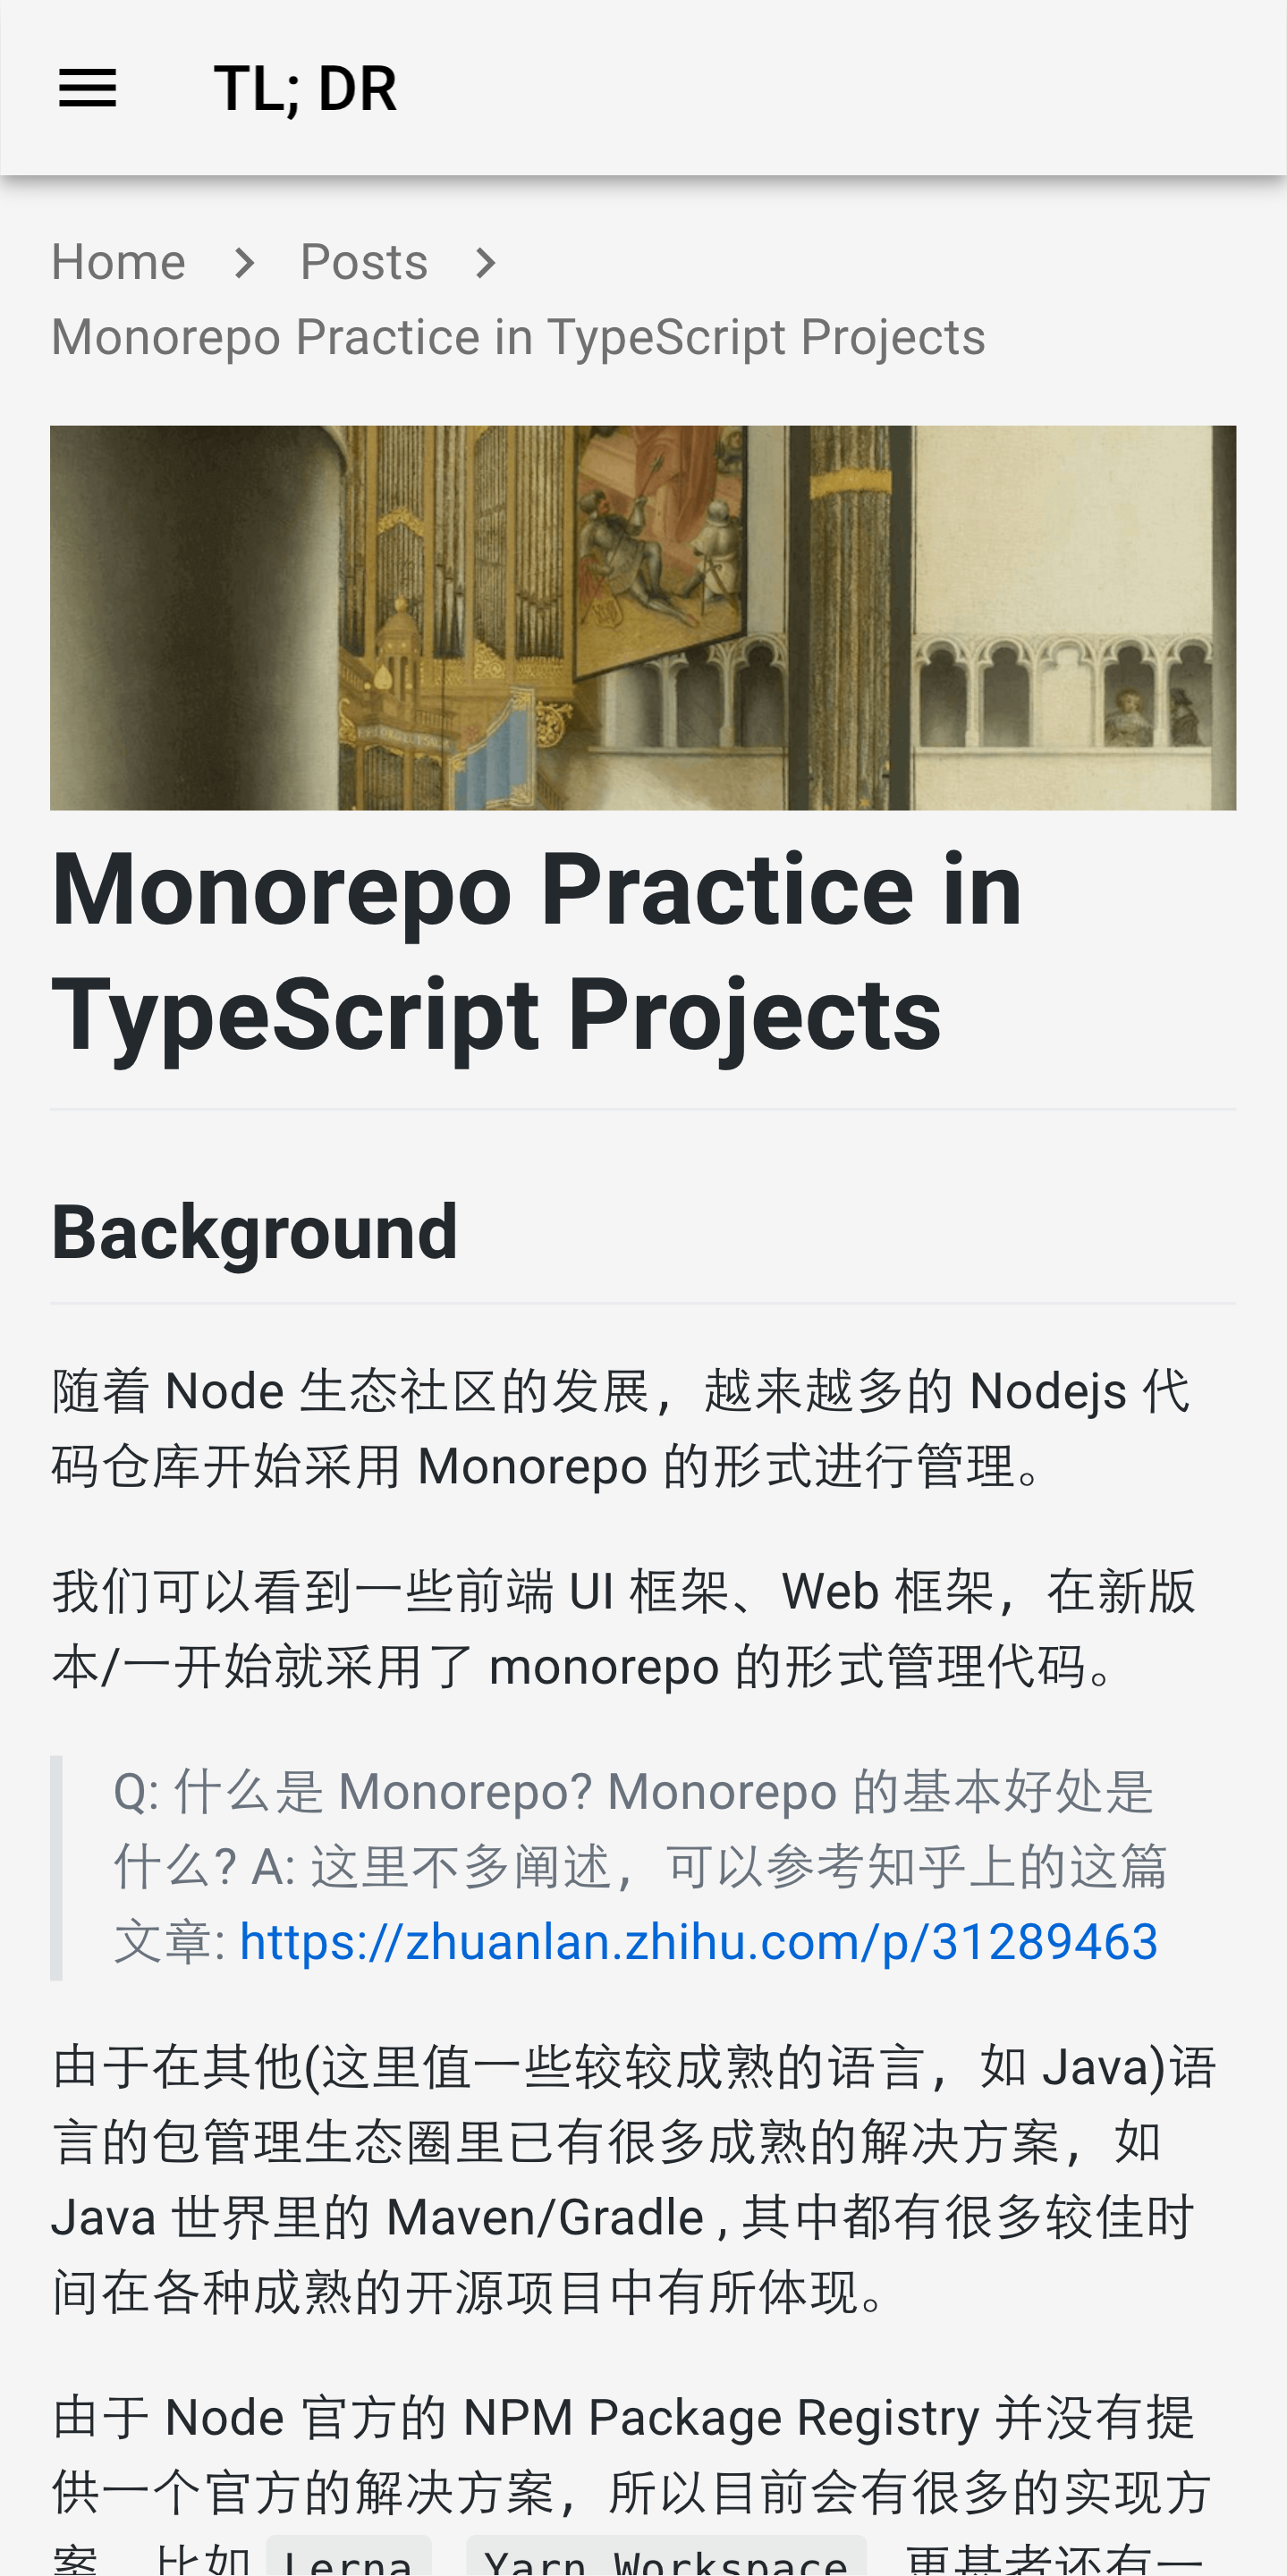 TL; DR
Home > Posts >
Monorepo Practice in TypeScript Projects
Monorepo Practice in
TypeScript Projects
Background
随着 Node 生态社区的发展，越来越多的 Nodejs 代
码仓库开始采用 Monorepo 的形式进行管理。
我们可以看到一些前端 UI 框架、Web 框架，在新版
本/一开始就采用了 monorepo 的形式管理代码。
Q: 什么是 Monorepo? Monorepo 的基本好处是
什么? A: 这里不多阐述，可以参考知乎上的这篇
文章: https://zhuanlan.zhihu.com/p/31289463
由于在其他(这里值一些较较成熟的语言，如 Java)语
言的包管理生态圈里已有很多成熟的解决方案，如
Java 世界里的 Maven/Gradle , 其中都有很多较佳时
间在各种成熟的开源项目中有所体现。
由于 Node 官方的 NPM Package Registry 并没有提
供一个官方的解决方案，所以目前会有很多的实现方
案，比如 Lerna Yarn Workspace 更甚者还有一